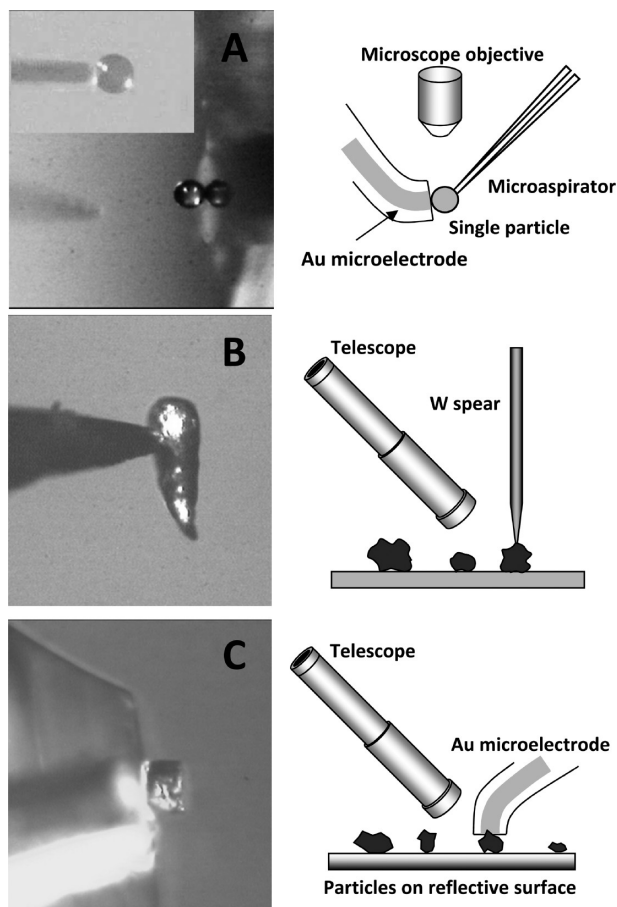 A
Microscope objective
Microaspirator
Single particle
Au microelectrode
B
Telescope
W spear
C
Telescope
Au microelectrode
Particles on reflective surface